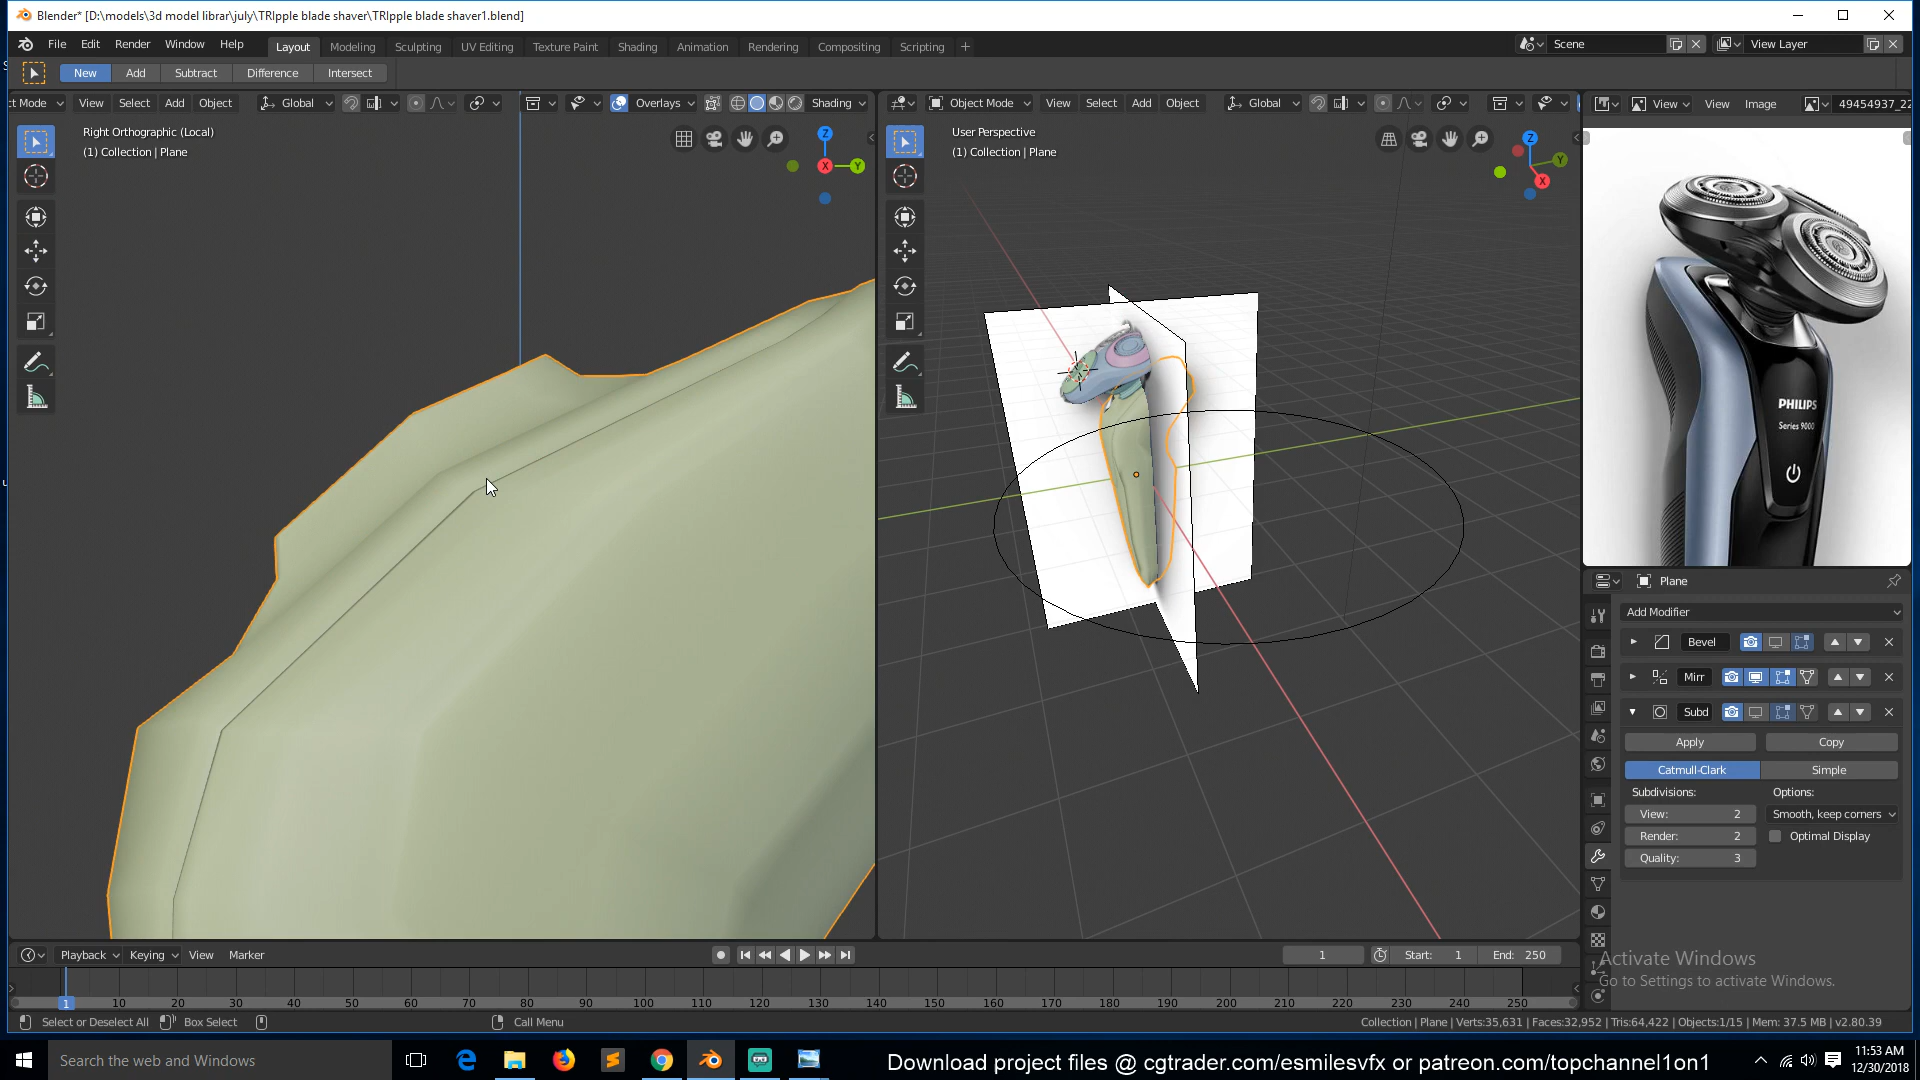 Blender* [D:\models\3d model librar\july\TRIpple blade shaver\TRIpple blade shaver1.blend]
File Edit Render Window Help Layout Modeling Sculpting UV Editing Texture Paint Shading Animation Rendering Compositing Scripting + Scene View Layer
New Add Subtract Difference Intersect
ct Mode View Select Add Object Global Overlays Shading Object Mode View Select Add Object Global View View Image 49454937_22
Right Orthographic (Local)
(1) Collection | Plane
Z
X
Y
User Perspective
(1) Collection | Plane
Z
Y
X
PHILIPS
Series 9000
Plane
Add Modifier
Bevel
Mirr
Subd
Apply Copy
Catmull-Clark Simple
Subdivisions: Options:
View: 2 Smooth, keep corners
Render: 2 Optimal Display
Quality: 3
Playback Keying View Marker 1 Start: 1 End: 250
1 10 20 30 40 50 60 70 80 90 100 110 120 130 140 150 160 170 180 190 200 210 220 230 240 250
Activate Windows
Go to Settings to activate Windows.
Select or Deselect All Box Select Call Menu Collection | Plane | Verts:35,631 | Faces:32,952 | Tris:64,422 | Objects:1/15 | Mem: 37.5 MB | v2.80.39
Search the web and Windows
Download project files @ cgtrader.com/esmilesvfx or patreon.com/topchannel1on1
11:53 AM
12/30/2018